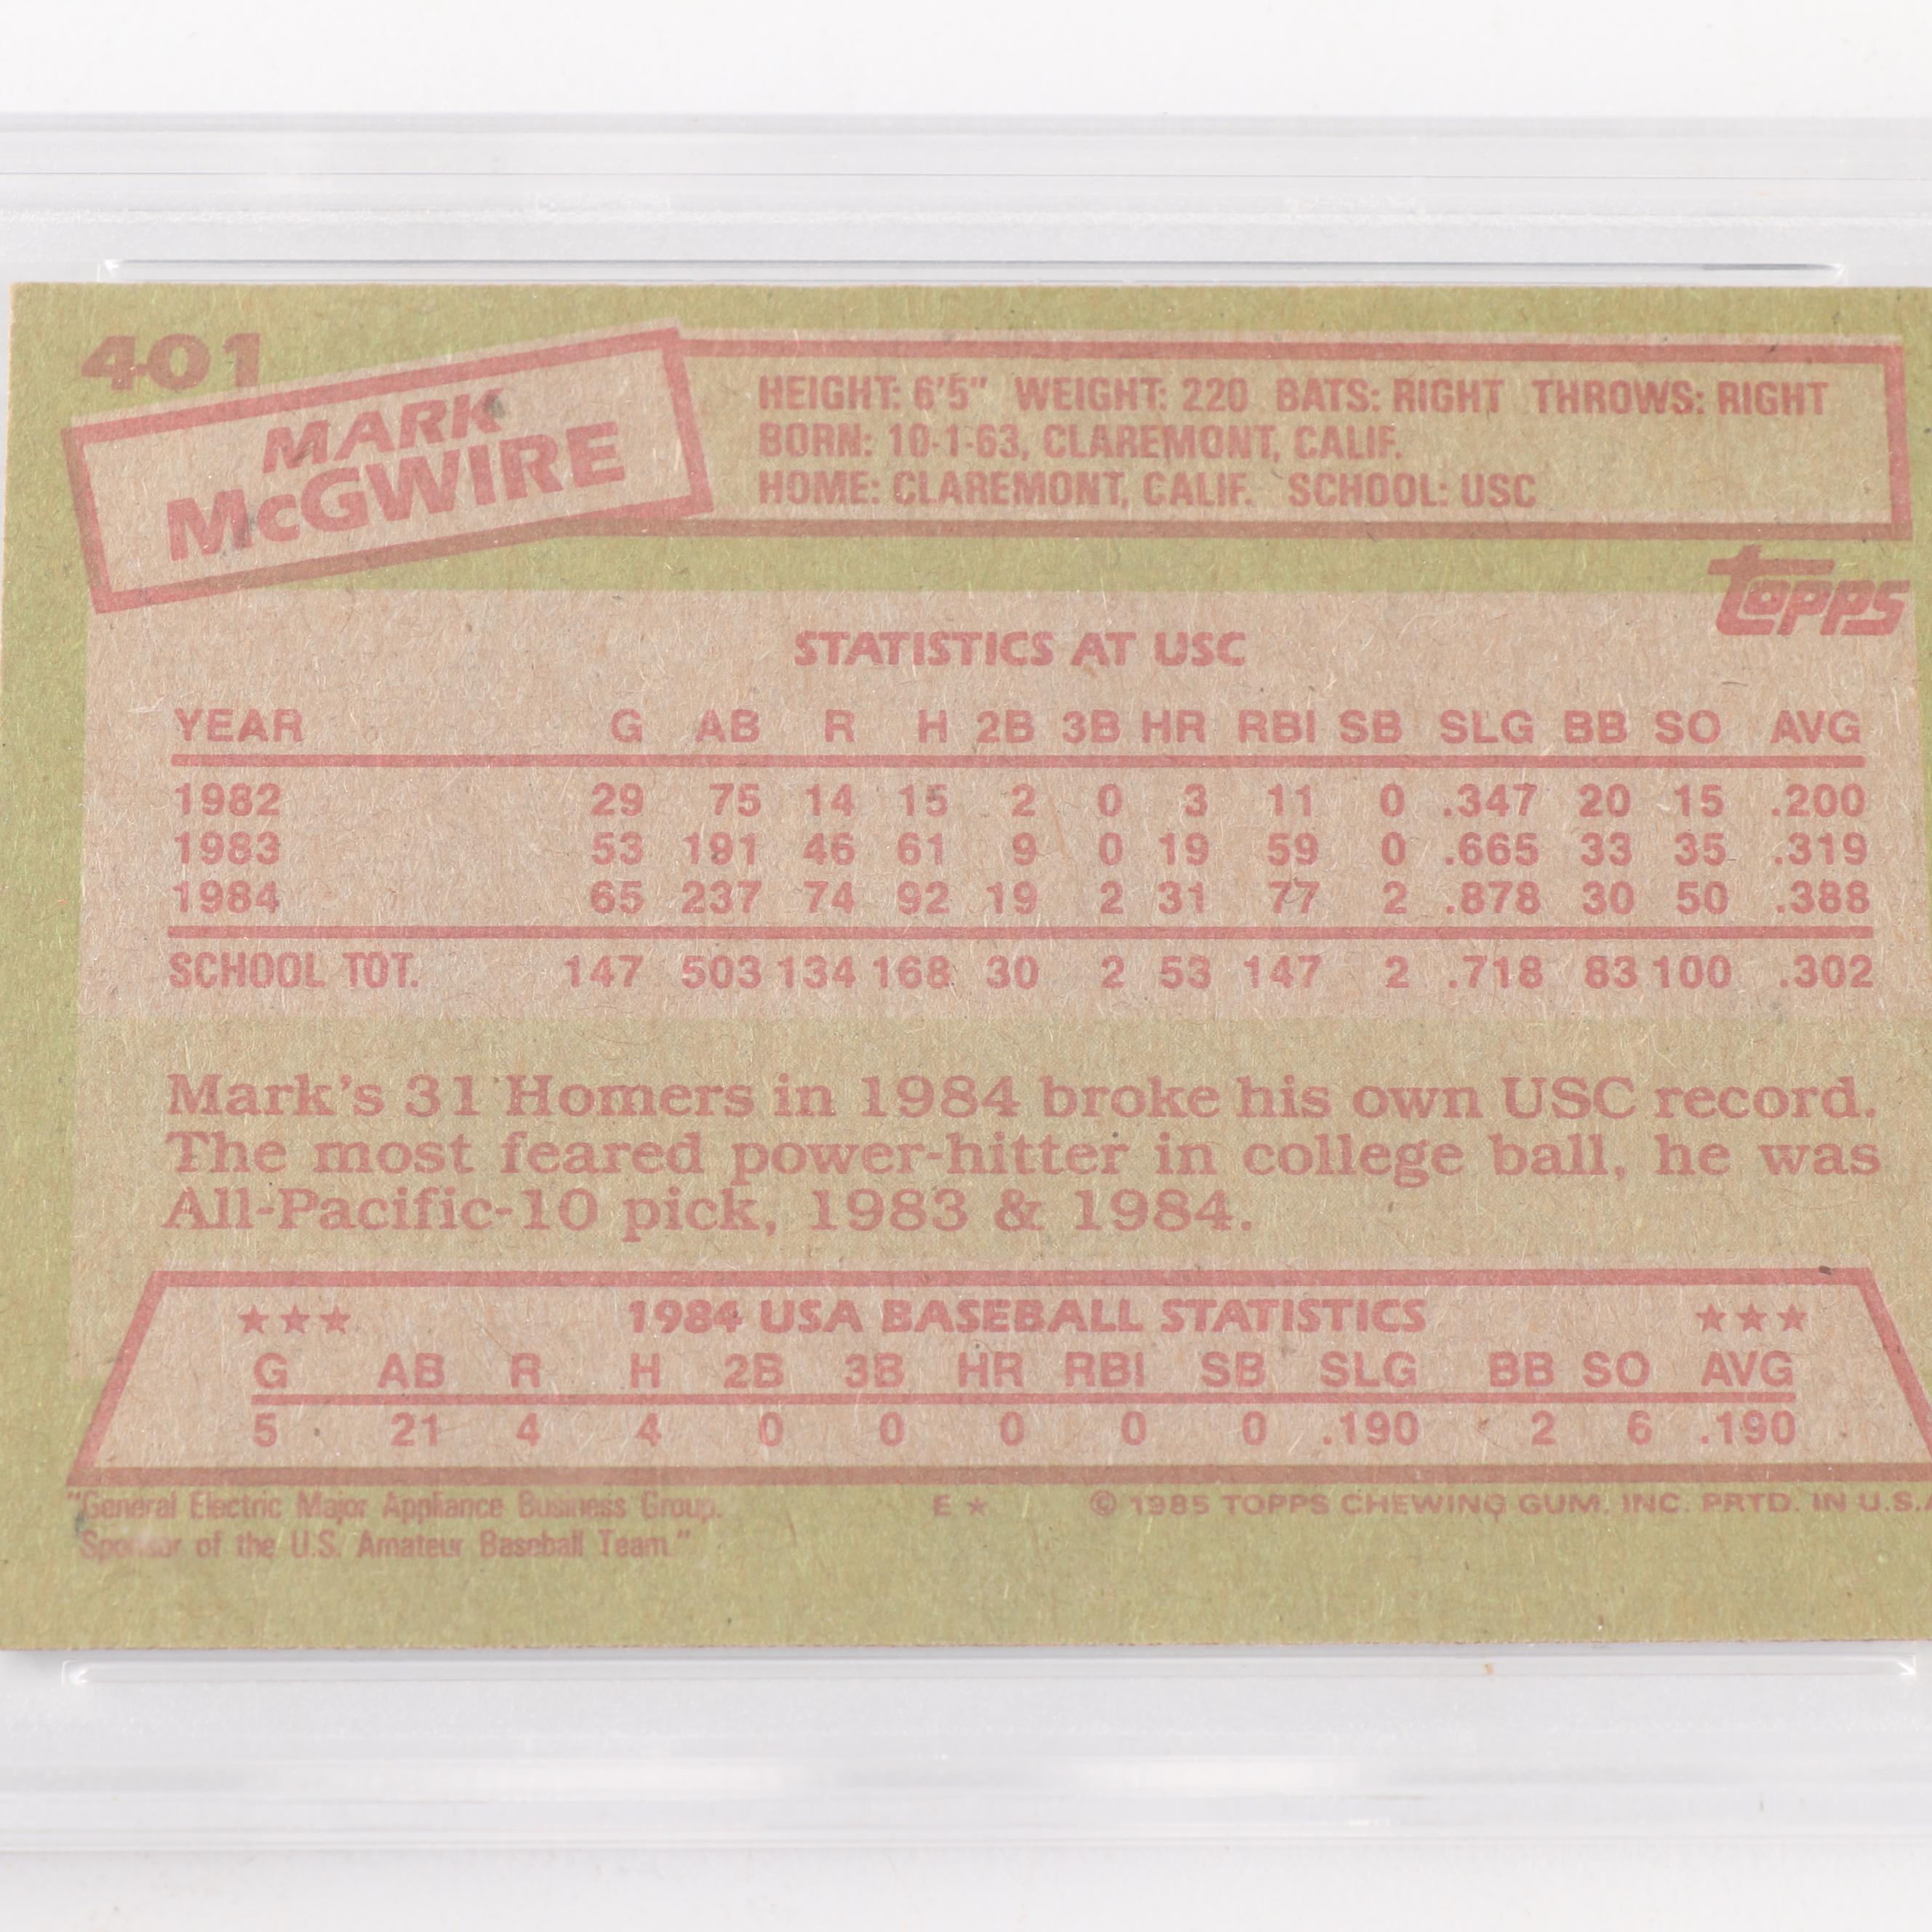 401
MARK
McGWIRE
HEIGHT: 6'5" WEIGHT: 220 BATS: RIGHT THROWS: RIGHT
BORN: 10-1-63, CLAREMONT, CALIF.
HOME: CLAREMONT, CALIF. SCHOOL: USC
Topps
STATISTICS AT USC
YEAR G AB R H 2B 3B HR RBI SB SLG BB SO AVG
1982 29 75 14 15 2 0 3 11 0 .347 20 15 .200
1983 53 191 46 61 9 0 19 59 0 .665 33 35 .319
1984 65 237 74 92 19 2 31 77 2 .878 30 50 .388
SCHOOL TOT. 147 503 134 168 30 2 53 147 2 .718 83 100 .302
Mark's 31 Homers in 1984 broke his own USC record.
The most feared power-hitter in college ball, he was
All-Pacific-10 pick, 1983 & 1984.
★★★ 1984 USA BASEBALL STATISTICS ★★★
G AB R H 2B 3B HR RBI SB SLG BB SO AVG
5 21 4 4 0 0 0 0 0 .190 2 6 .190
"General Electric Major Appliance Business Group.
Sponsor of the U.S. Amateur Baseball Team."
E ★ © 1985 TOPPS CHEWING GUM. INC. PRTD. IN U.S.